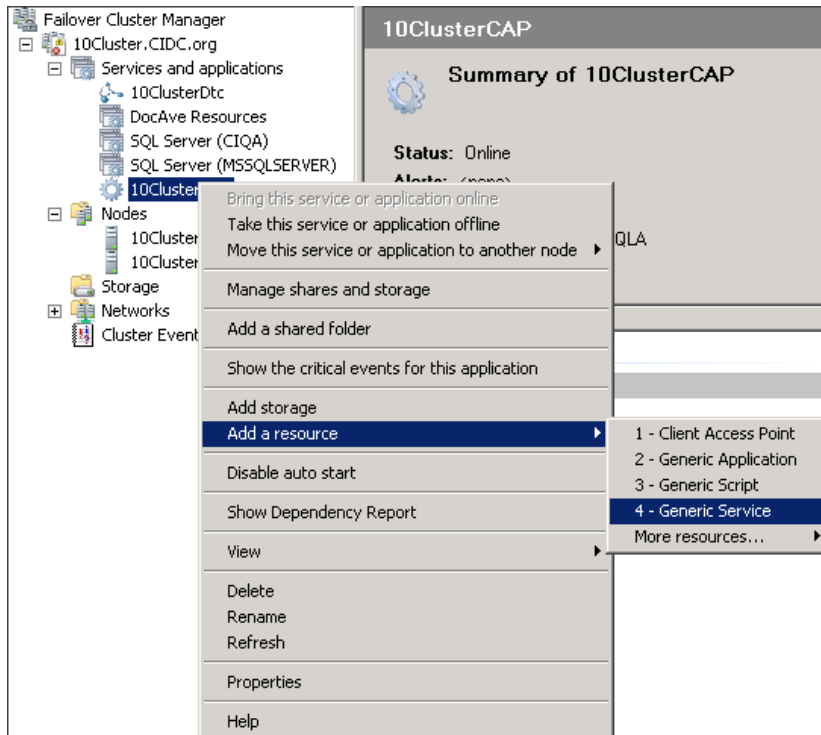 Failover Cluster Manager
10Cluster.CIDC.org
Services and applications
10ClusterDtc
DocAve Resources
SQL Server (CIQA)
SQL Server (MSSQLSERVER)
10Cluster
Nodes
10Cluster
10Cluster
Storage
Networks
Cluster Event
10ClusterCAP
Summary of 10ClusterCAP
Status: Online
QLA
Bring this service or application online
Take this service or application offline
Move this service or application to another node
Manage shares and storage
Add a shared folder
Show the critical events for this application
Add storage
Add a resource
Disable auto start
Show Dependency Report
View
Delete
Rename
Refresh
Properties
Help
1 - Client Access Point
2 - Generic Application
3 - Generic Script
4 - Generic Service
More resources...